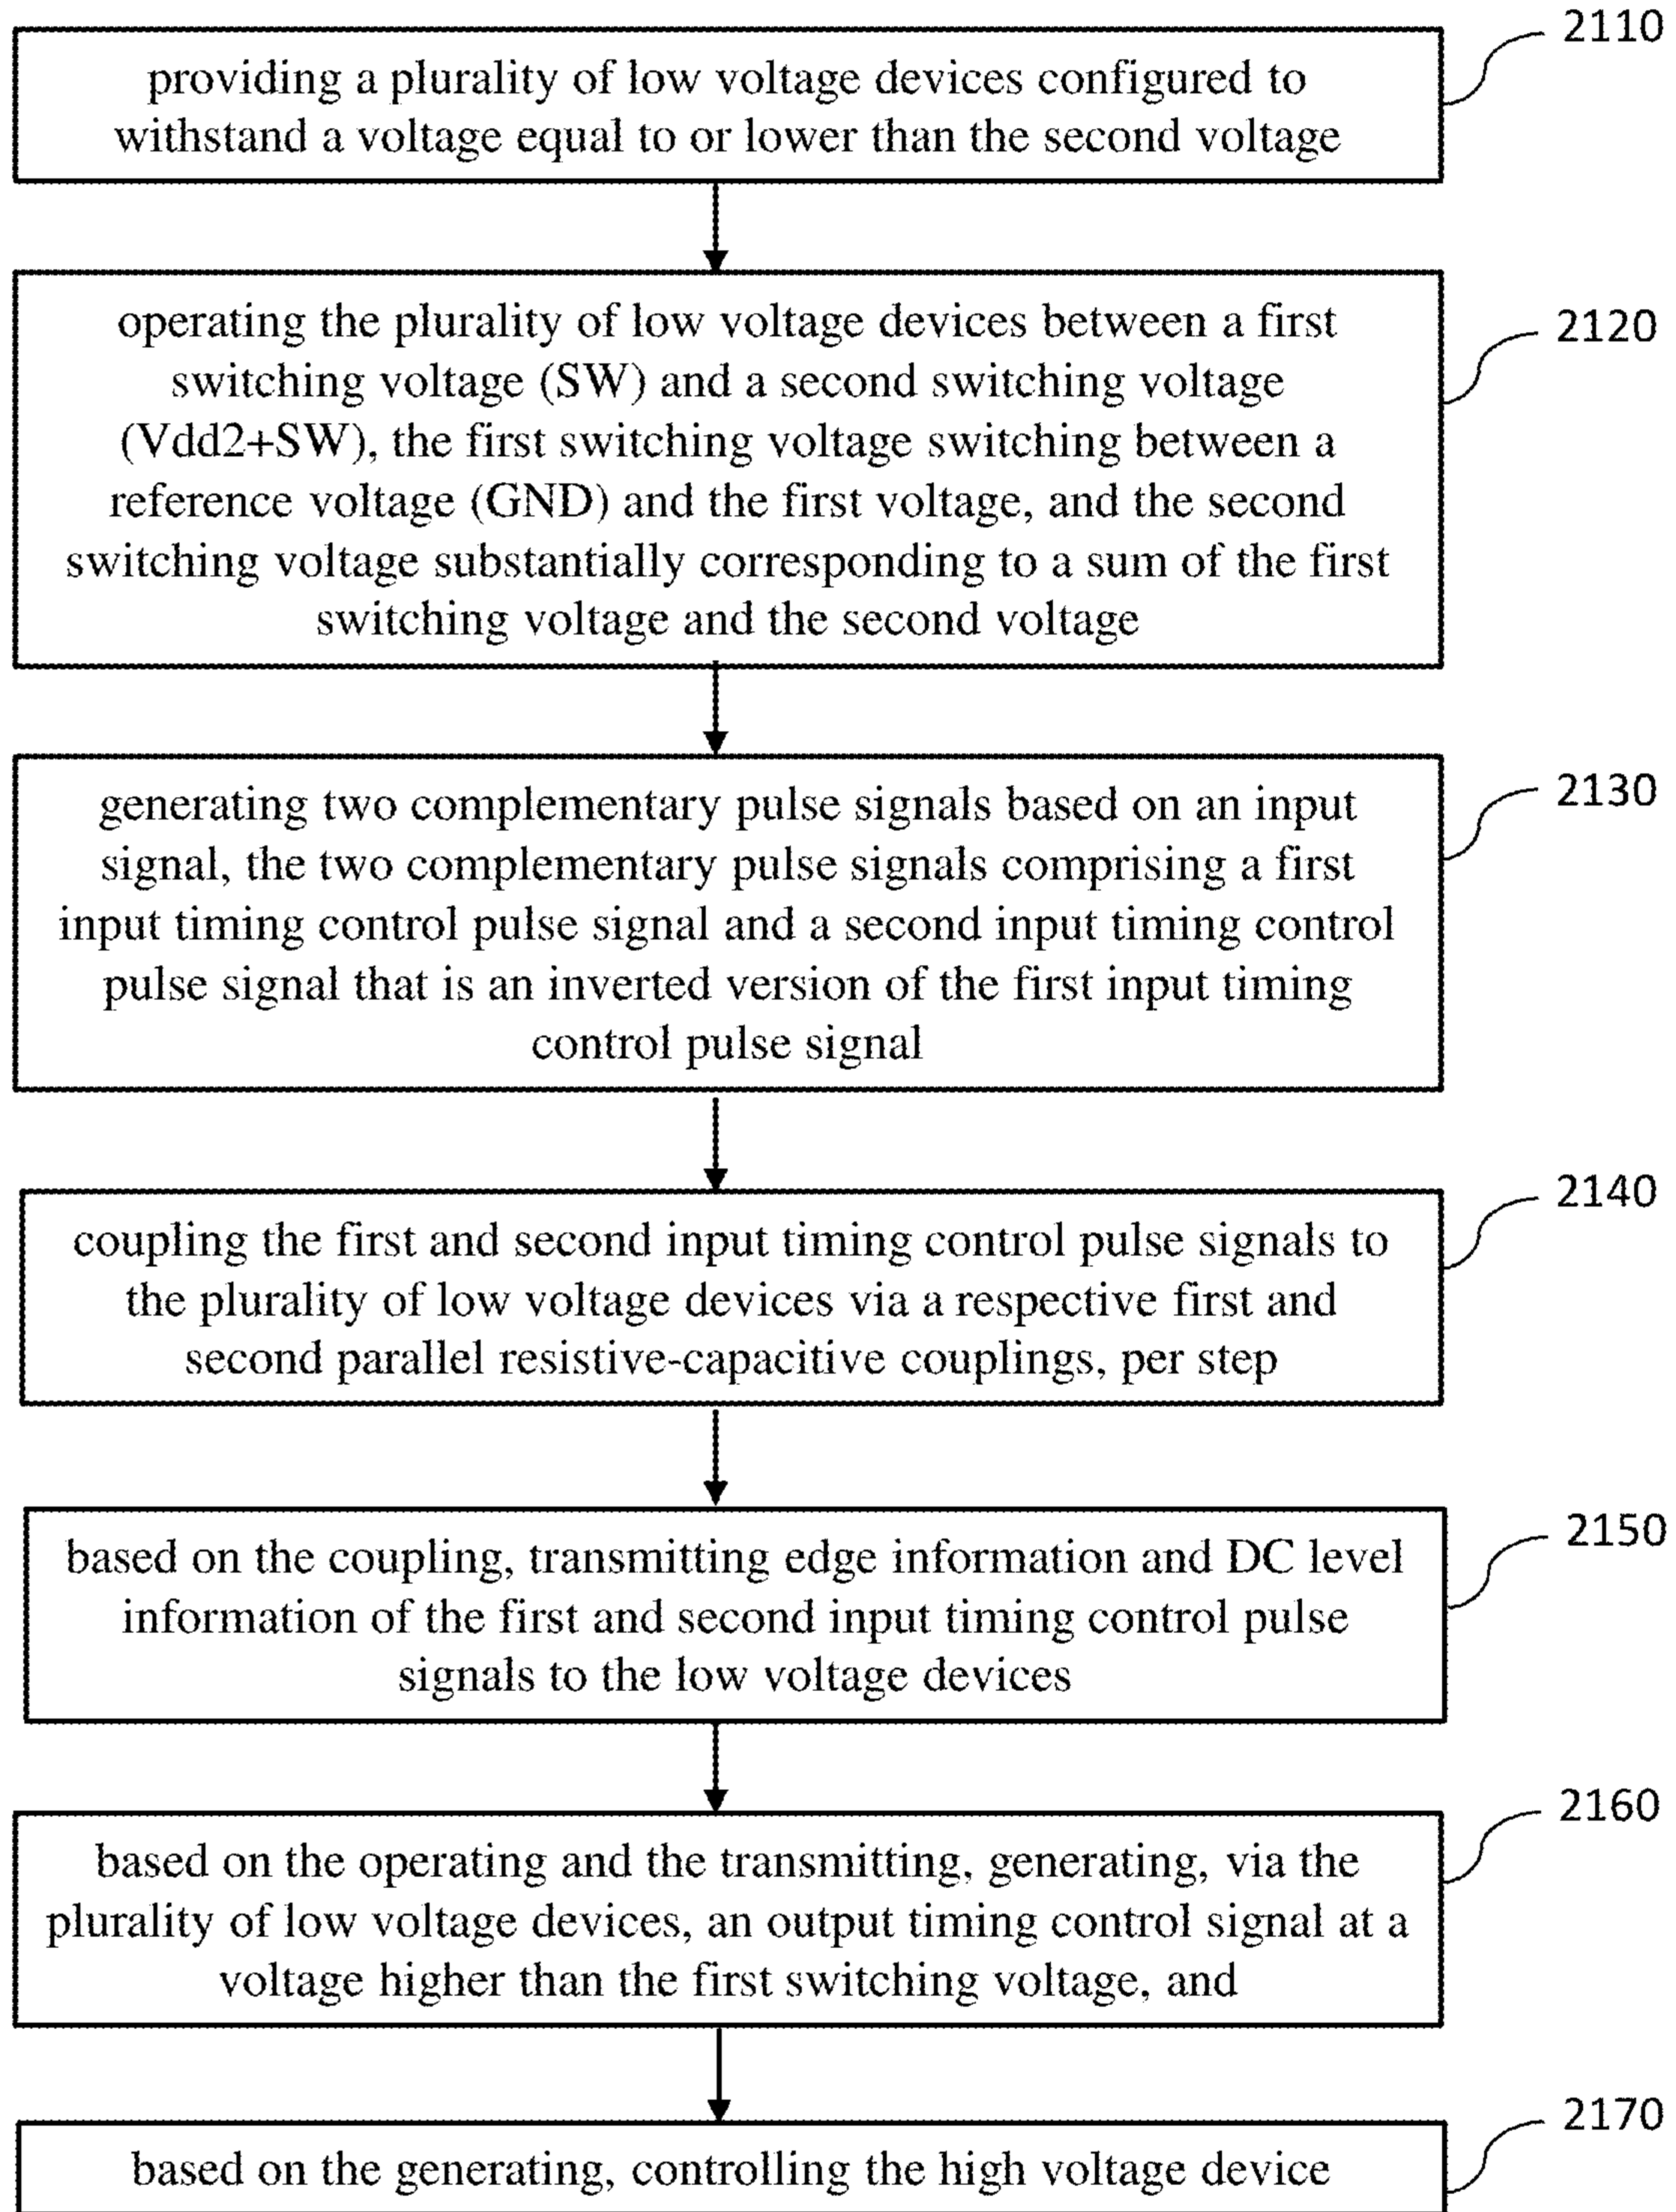 2110
providing a plurality of low voltage devices configured to
withstand a voltage equal to or lower than the second voltage
2120
operating the plurality of low voltage devices between a first
switching voltage (SW) and a second switching voltage
(Vdd2+SW), the first switching voltage switching between a
reference voltage (GND) and the first voltage, and the second
switching voltage substantially corresponding to a sum of the first
switching voltage and the second voltage
2130
generating two complementary pulse signals based on an input
signal, the two complementary pulse signals comprising a first
input timing control pulse signal and a second input timing control
pulse signal that is an inverted version of the first input timing
control pulse signal
2140
coupling the first and second input timing control pulse signals to
the plurality of low voltage devices via a respective first and
second parallel resistive-capacitive couplings, per step
2150
based on the coupling, transmitting edge information and DC level
information of the first and second input timing control pulse
signals to the low voltage devices
2160
based on the operating and the transmitting, generating, via the
plurality of low voltage devices, an output timing control signal at a
voltage higher than the first switching voltage, and
2170
based on the generating, controlling the high voltage device